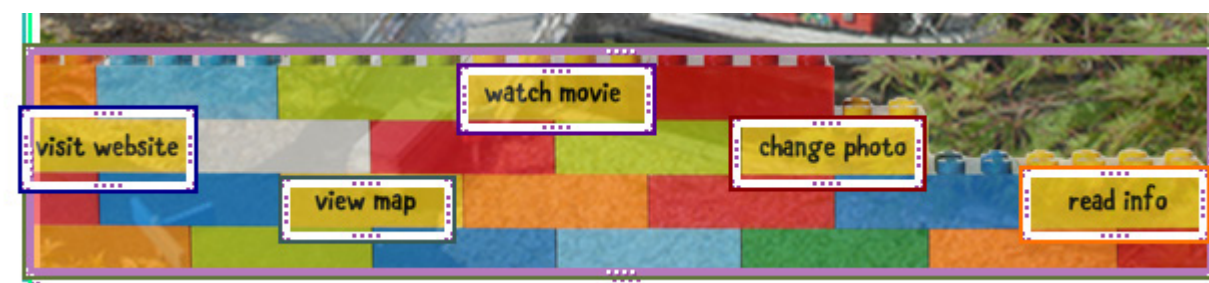 watch movie
visit website
change photo
view map
read info